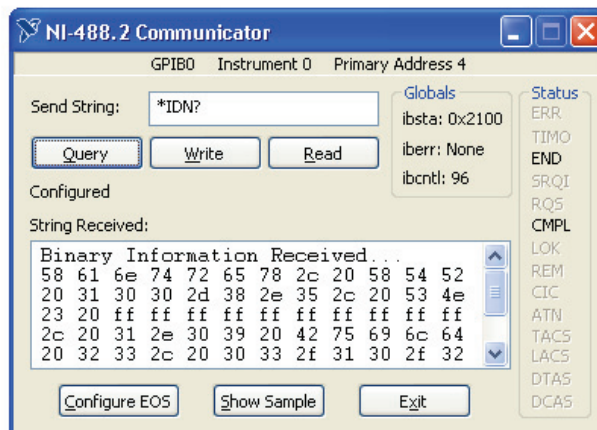 NI-488.2 Communicator
GPIB0 Instrument 0 Primary Address 4
Send String: *IDN?
Query Write Read
Configured
String Received:
Binary Information Received...
58 61 6e 74 72 65 78 2c 20 58 54 52
20 31 30 30 2d 38 2e 35 2c 20 53 4e
23 20 ff ff ff ff ff ff ff ff ff ff
2c 20 31 2e 30 39 20 42 75 69 6c 64
20 32 33 2c 20 30 33 2f 31 30 2f 32
Configure EOS Show Sample Exit
Globals
ibsta: 0x2100
iberr: None
ibcntl: 96
Status
ERR
TIMO
END
SRQI
RQS
CMPL
LOK
REM
CIC
ATN
TACS
LACS
DTAS
DCAS